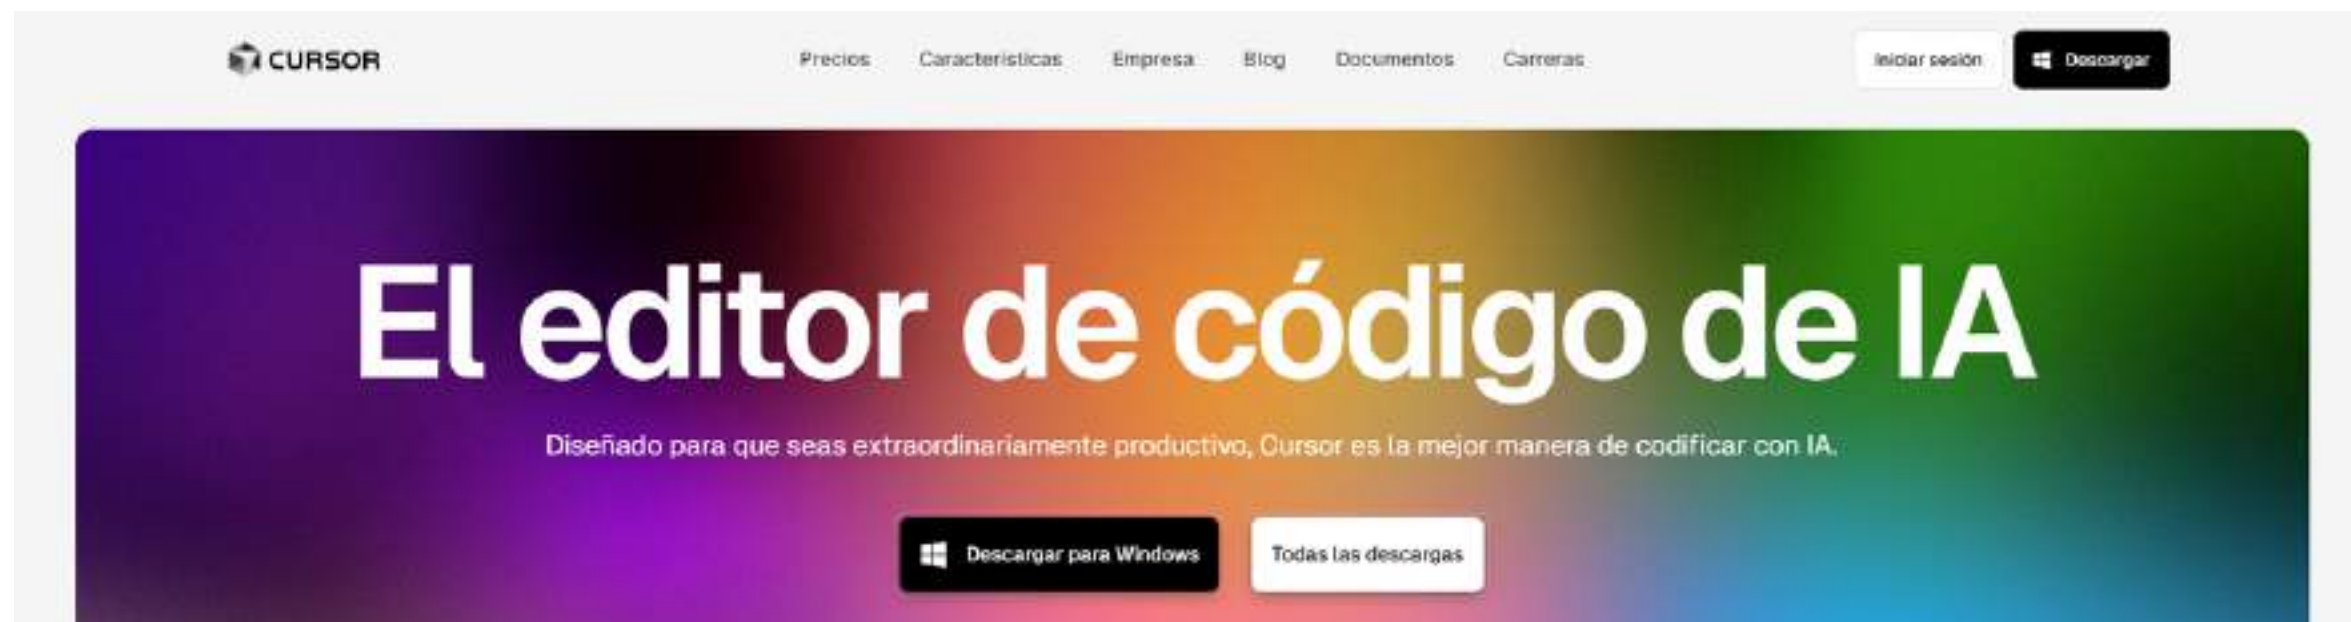 CURSOR
Precios Características Empresa Blog Documentos Carreras
Iniciar sesión Descargar
El editor de código de IA
Diseñado para que seas extraordinariamente productivo, Cursor es la mejor manera de codificar con IA.
Descargar para Windows Todas las descargas